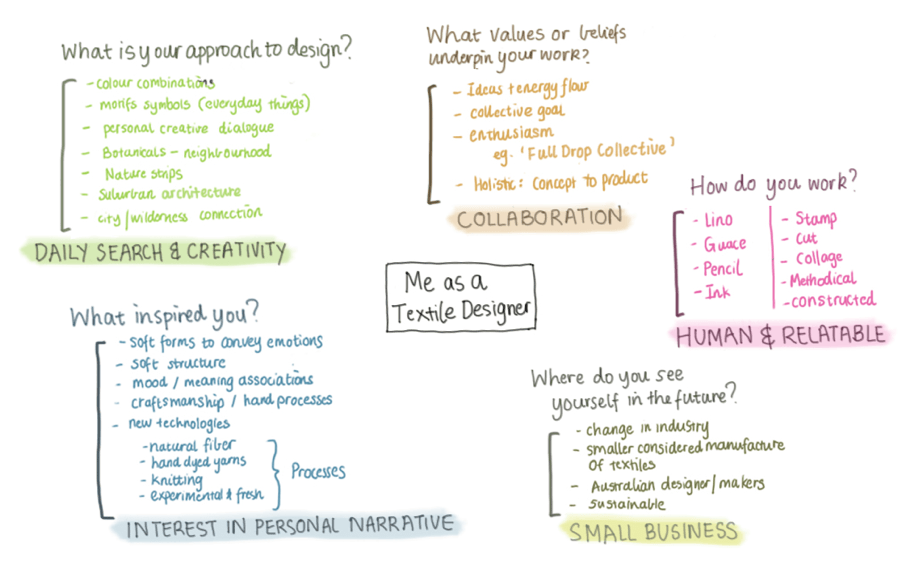 What is your approach to design?
- colour combinations
- motifs symbols (everyday things)
- personal creative dialogue
- Botanicals - neighbourhood
- Nature strips
- Suburban architecture
- city/wilderness connection
DAILY SEARCH & CREATIVITY
What values or beliefs
underpin your work?
- Ideas + energy flow
- collective goal
- enthusiasm
eg. 'Full Drop Collective'
- Holistic: Concept to product
COLLABORATION
How do you work?
- Lino
- Guace
- Pencil
- Ink
- Stamp
- Cut
- Collage
- Methodical
- constructed
HUMAN & RELATABLE
Me as a
Textile Designer
What inspired you?
- soft forms to convey emotions
- soft structure
- mood / meaning associations
- craftsmanship / hand processes
- new technologies
- natural fiber
- hand dyed yarns
- knitting
- experimental & fresh
Processes
INTEREST IN PERSONAL NARRATIVE
Where do you see
yourself in the future?
- change in industry
- smaller considered manufacture
of textiles
- Australian designer/makers
- sustainable
SMALL BUSINESS